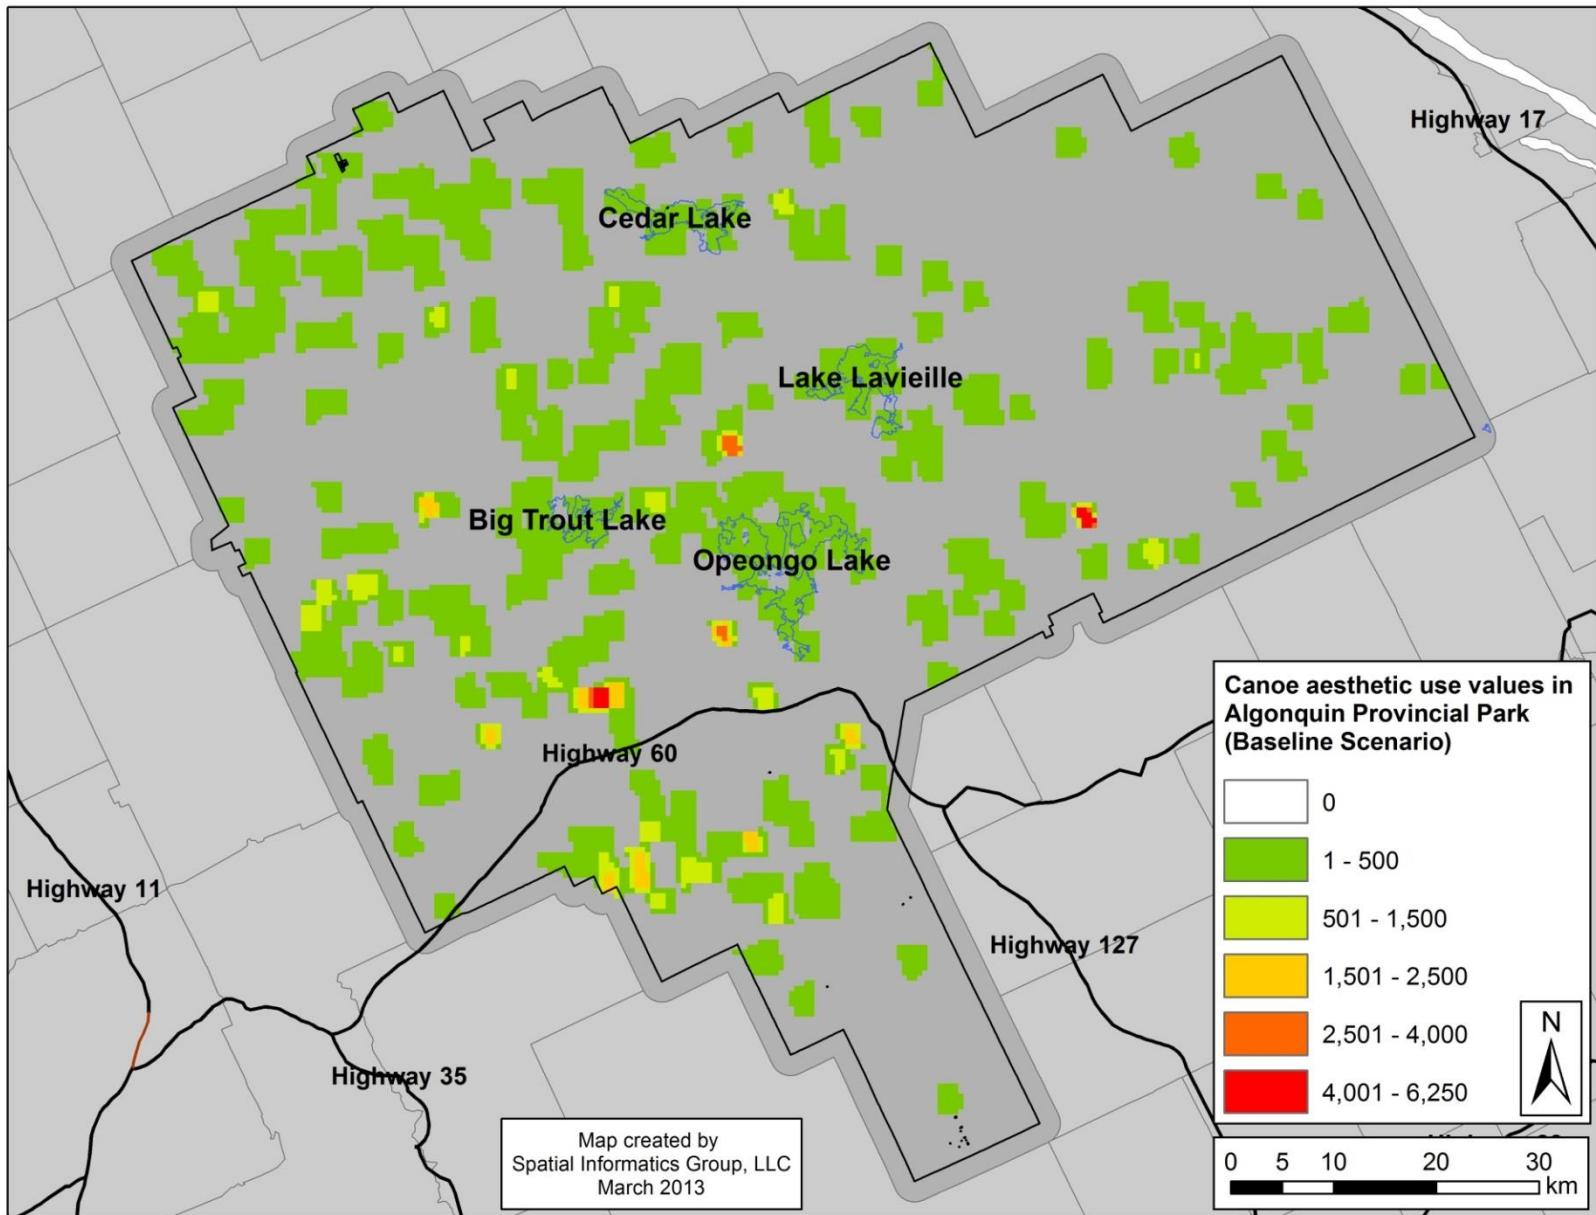 Highway 17
Cedar Lake
Lake Lavieille
Big Trout Lake
Opeongo Lake
Highway 60
Highway 11
Highway 127
Highway 35
Canoe aesthetic use values in
Algonquin Provincial Park
(Baseline Scenario)
0
1 - 500
501 - 1,500
1,501 - 2,500
2,501 - 4,000
4,001 - 6,250
N
Map created by
Spatial Informatics Group, LLC
March 2013
0 5 10 20 30
km